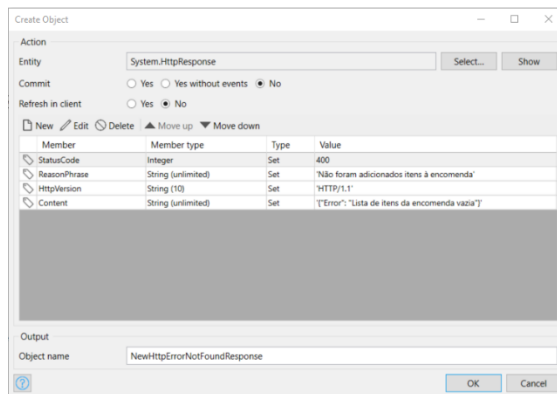 Create Object
Action
Entity System.HttpResponse Select... Show
Commit Yes Yes without events No
Refresh in client Yes No
New Edit Delete Move up Move down
Member Member type Type Value
StatusCode Integer Set 400
ReasonPhrase String (unlimited) Set 'Não foram adicionados itens à encomenda'
HttpVersion String (10) Set 'HTTP/1.1'
Content String (unlimited) Set '{"Error": "Lista de itens da encomenda vazia"}'
Output
Object name NewHttpErrorNotFoundResponse
OK Cancel